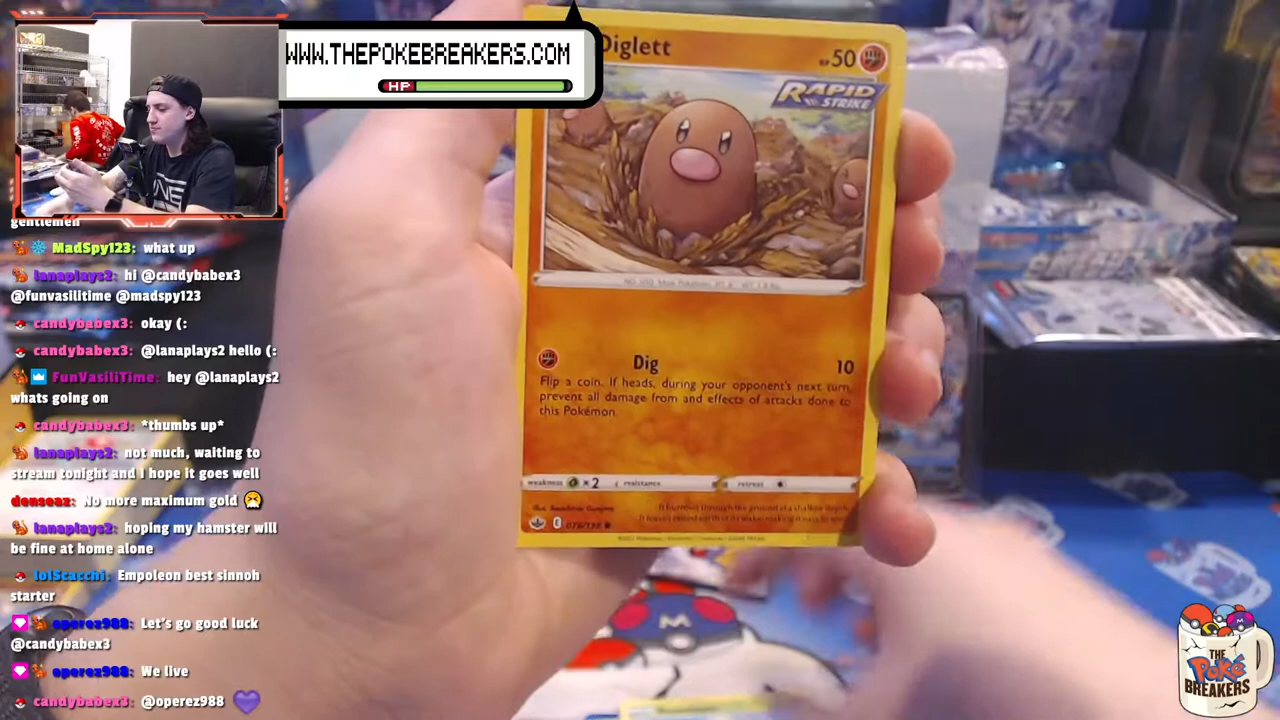 WWW.THEPOKEBREAKERS.COM
HP
Diglett
HP 50
RAPID
STRIKE
Dig 10
Flip a coin. If heads, during your opponent's next turn,
prevent all damage from and effects of attacks done to
this Pokémon.
weakness ×2 resistance retreat
E
gentlemen
MadSpy123: what up
lanaplays2: hi @candybabex3
@funvasilitime @madspy123
candybabex3: okay (:
candybabex3: @lanaplays2 hello (:
FunVasiliTime: hey @lanaplays2
whats going on
candybabex3: *thumbs up*
lanaplays2: not much, waiting to
stream tonight and I hope it goes well
denseaz: No more maximum gold
lanaplays2: hoping my hamster will
be fine at home alone
lolScacchi: Empoleon best sinnoh
starter
operez988: Let's go good luck
@candybabex3
operez988: We live
candybabex3: @operez988
M
THE
Poké
BREAKERS